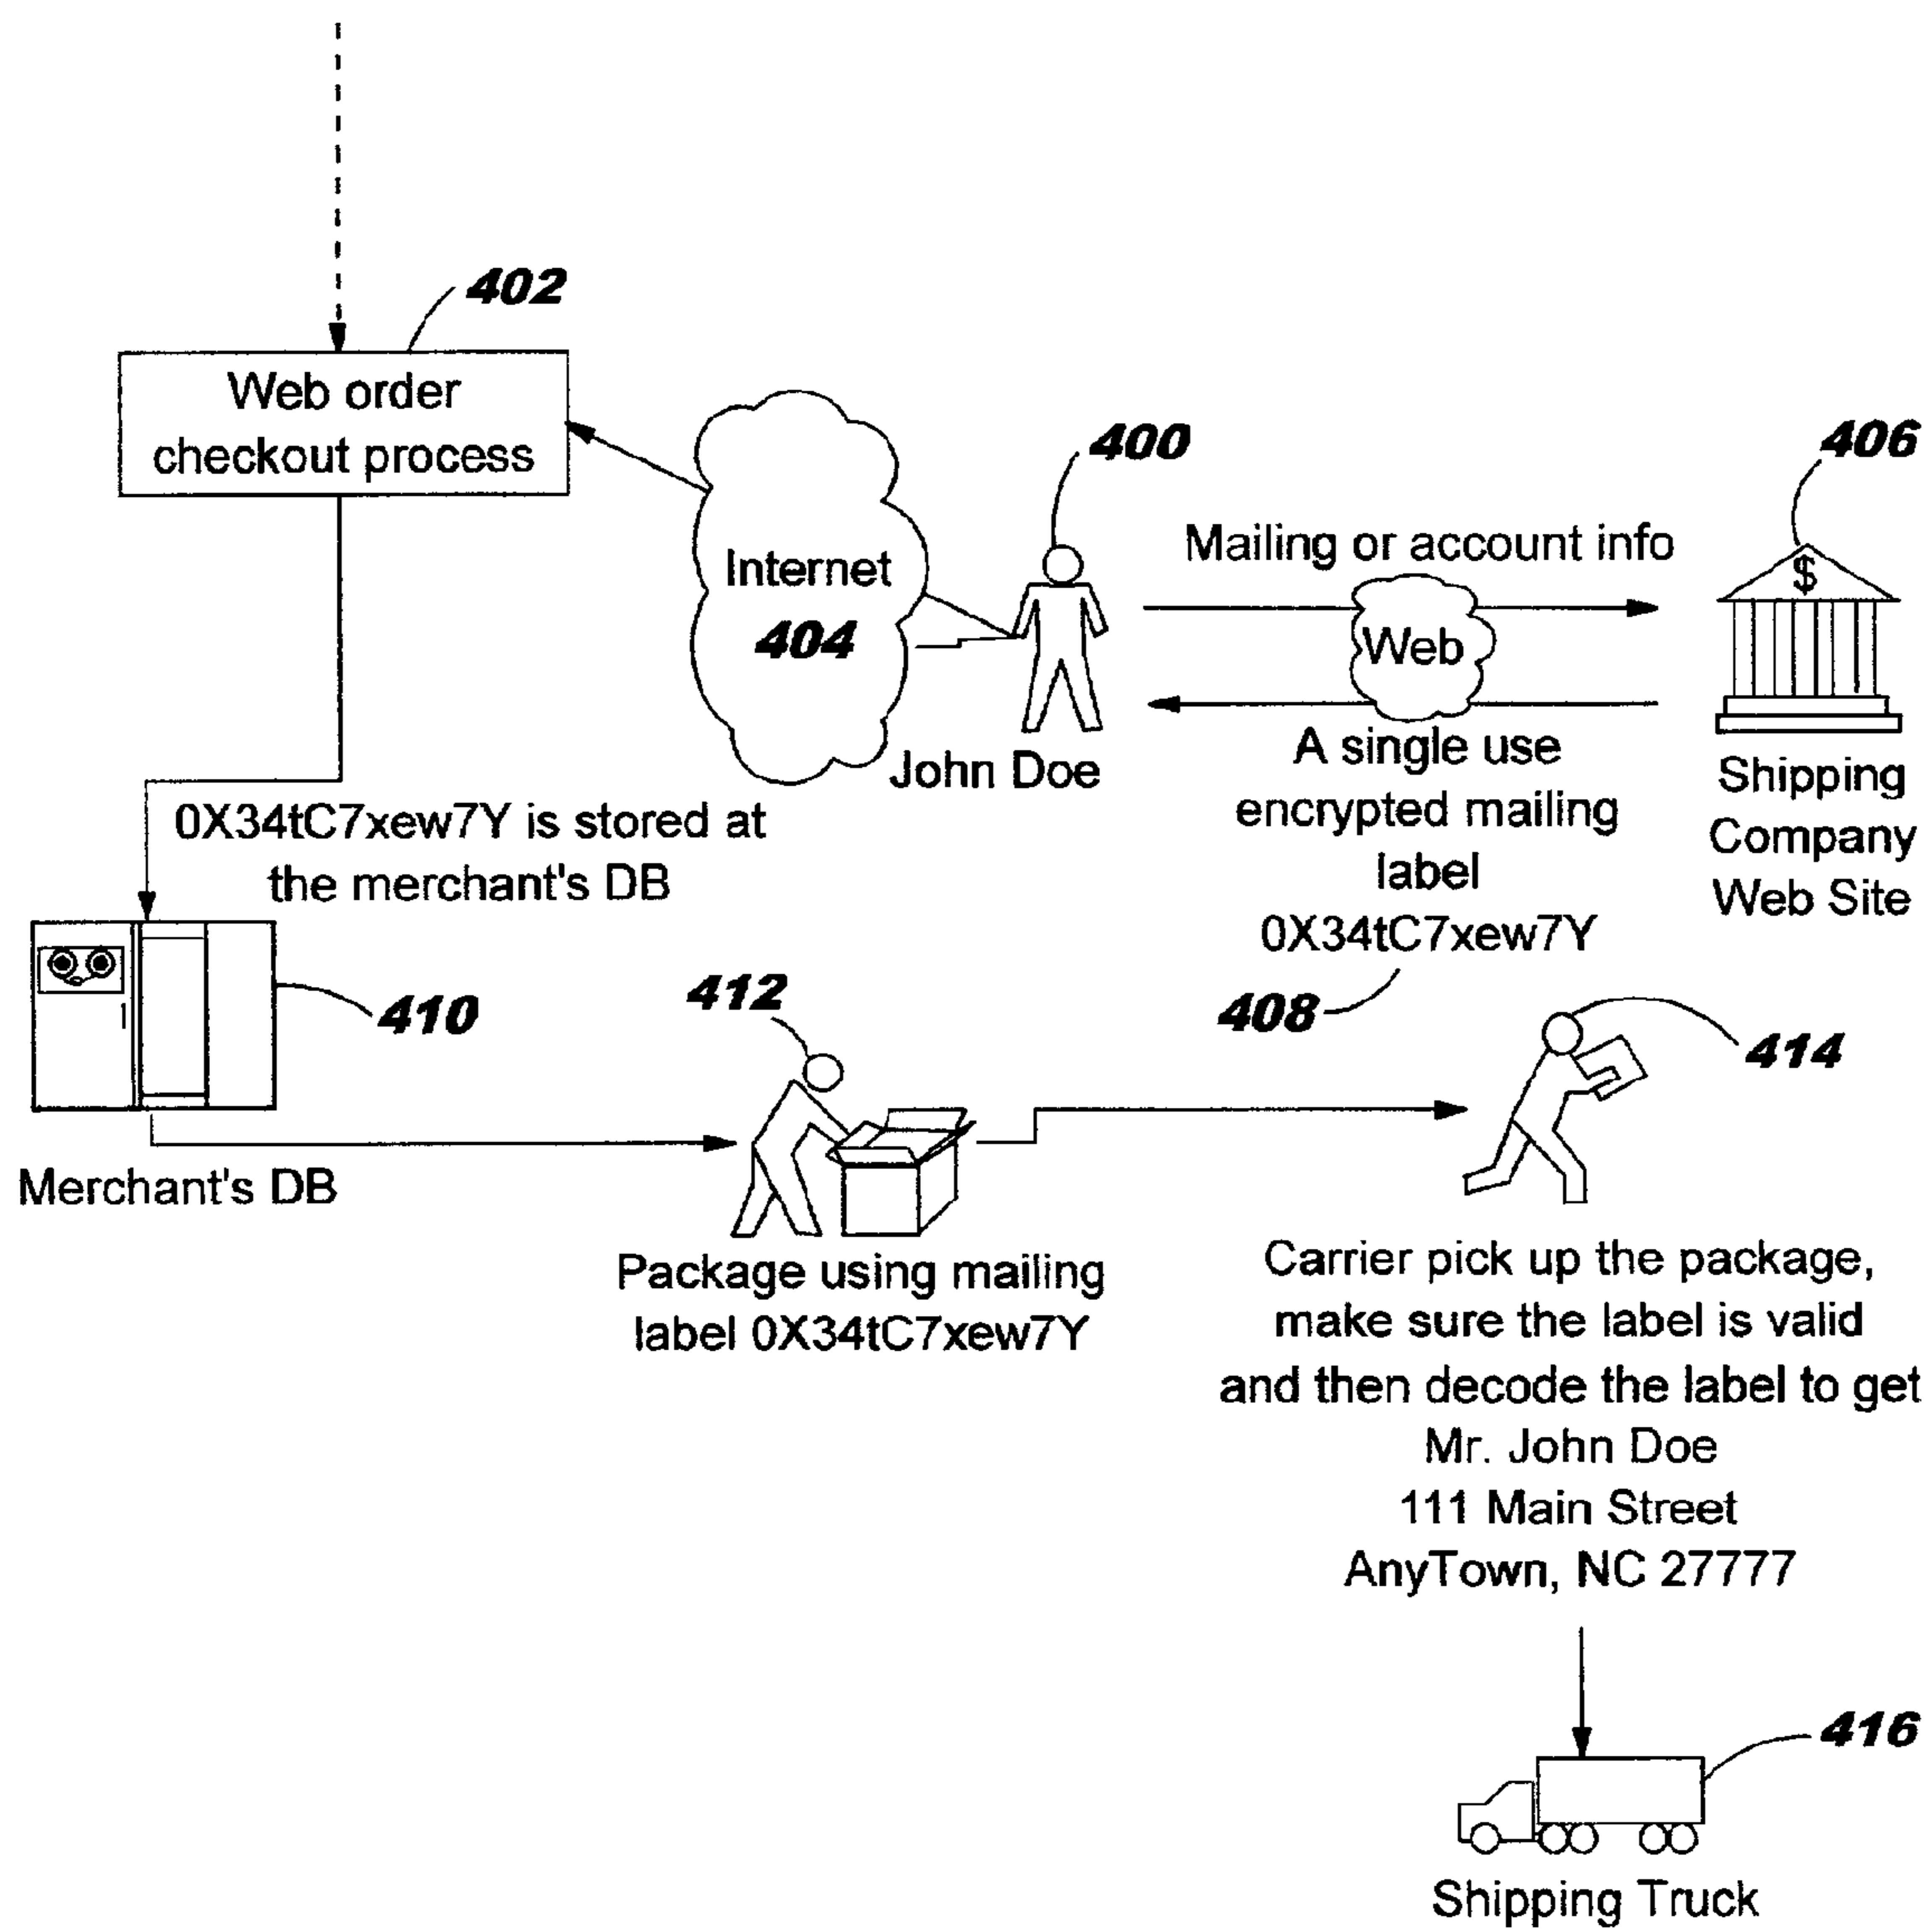 402
Web order
checkout process
400
406
Mailing or account info
Internet
404
$
Web
John Doe
A single use
encrypted mailing
label
0X34tC7xew7Y
408
Shipping
Company
Web Site
0X34tC7xew7Y is stored at
the merchant's DB
410
Merchant's DB
412
Package using mailing
label 0X34tC7xew7Y
414
Carrier pick up the package,
make sure the label is valid
and then decode the label to get
Mr. John Doe
111 Main Street
AnyTown, NC 27777
416
Shipping Truck